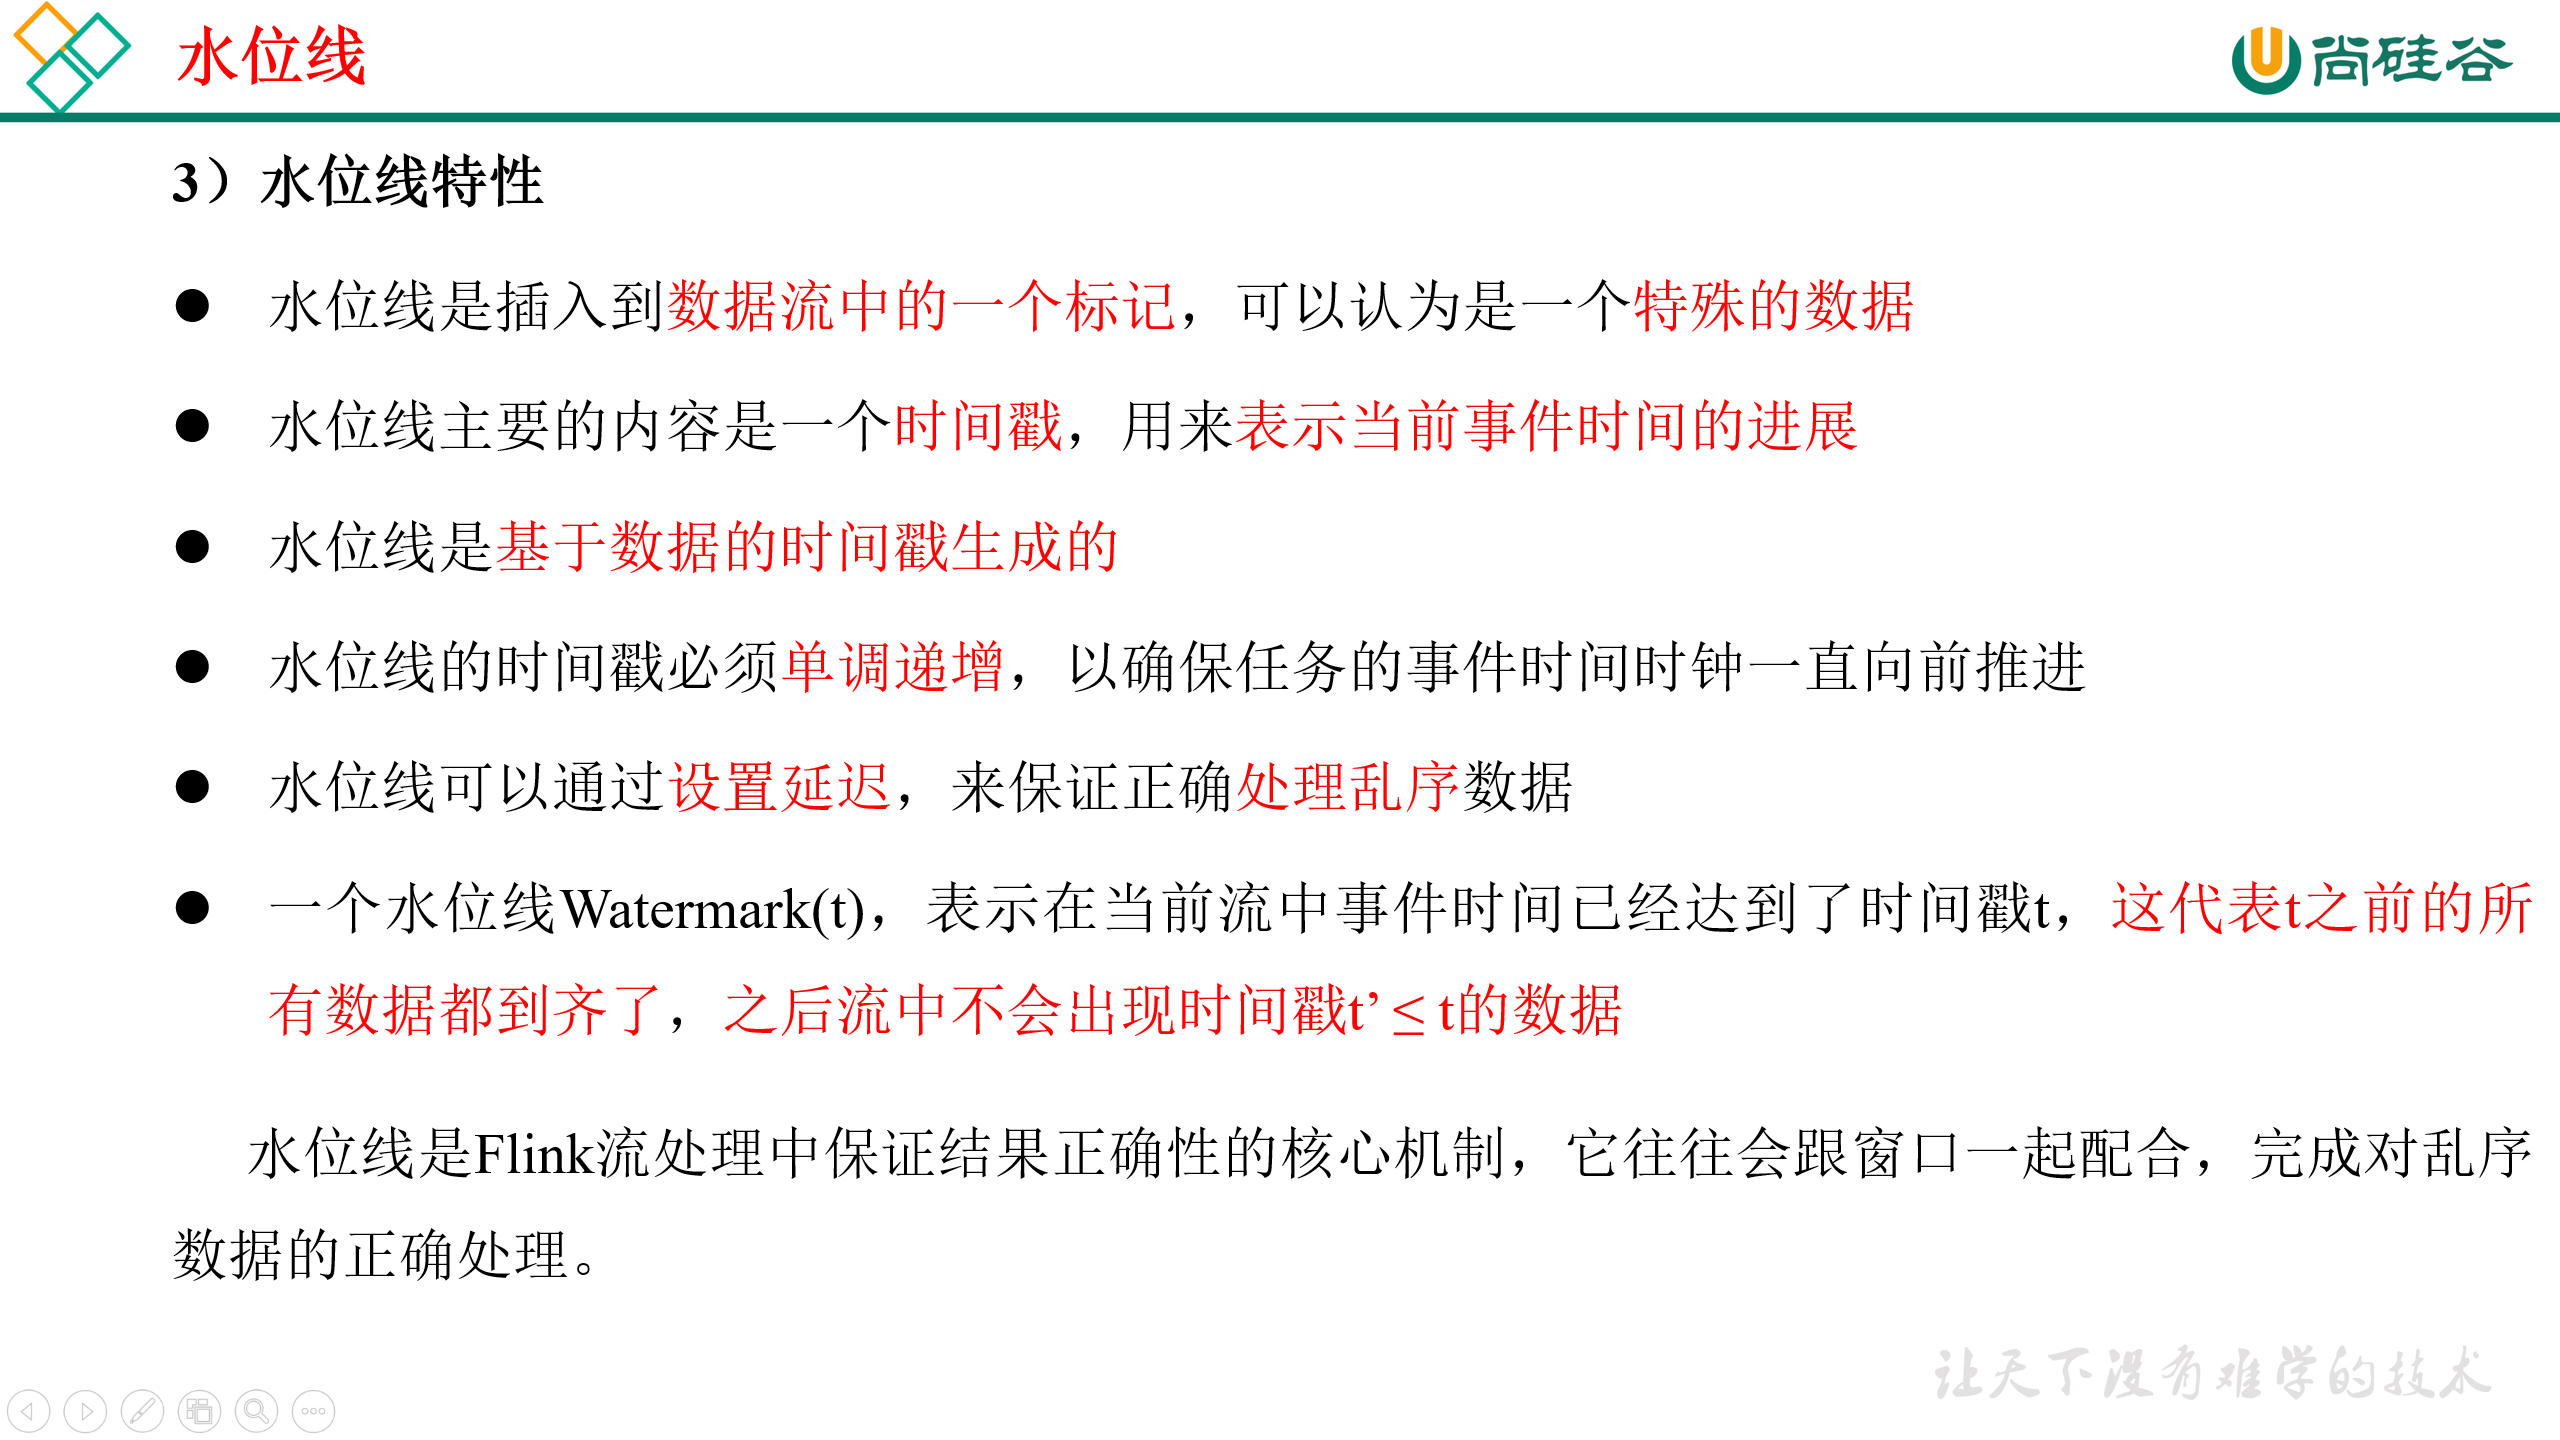 水位线
尚硅谷
3）水位线特性
● 水位线是插入到数据流中的一个标记，可以认为是一个特殊的数据
● 水位线主要的内容是一个时间戳，用来表示当前事件时间的进展
● 水位线是基于数据的时间戳生成的
● 水位线的时间戳必须单调递增，以确保任务的事件时间时钟一直向前推进
● 水位线可以通过设置延迟，来保证正确处理乱序数据
● 一个水位线Watermark(t)，表示在当前流中事件时间已经达到了时间戳t，这代表t之前的所
有数据都到齐了，之后流中不会出现时间戳t’ ≤ t的数据
水位线是Flink流处理中保证结果正确性的核心机制，它往往会跟窗口一起配合，完成对乱序
数据的正确处理。
让天下没有难学的技术